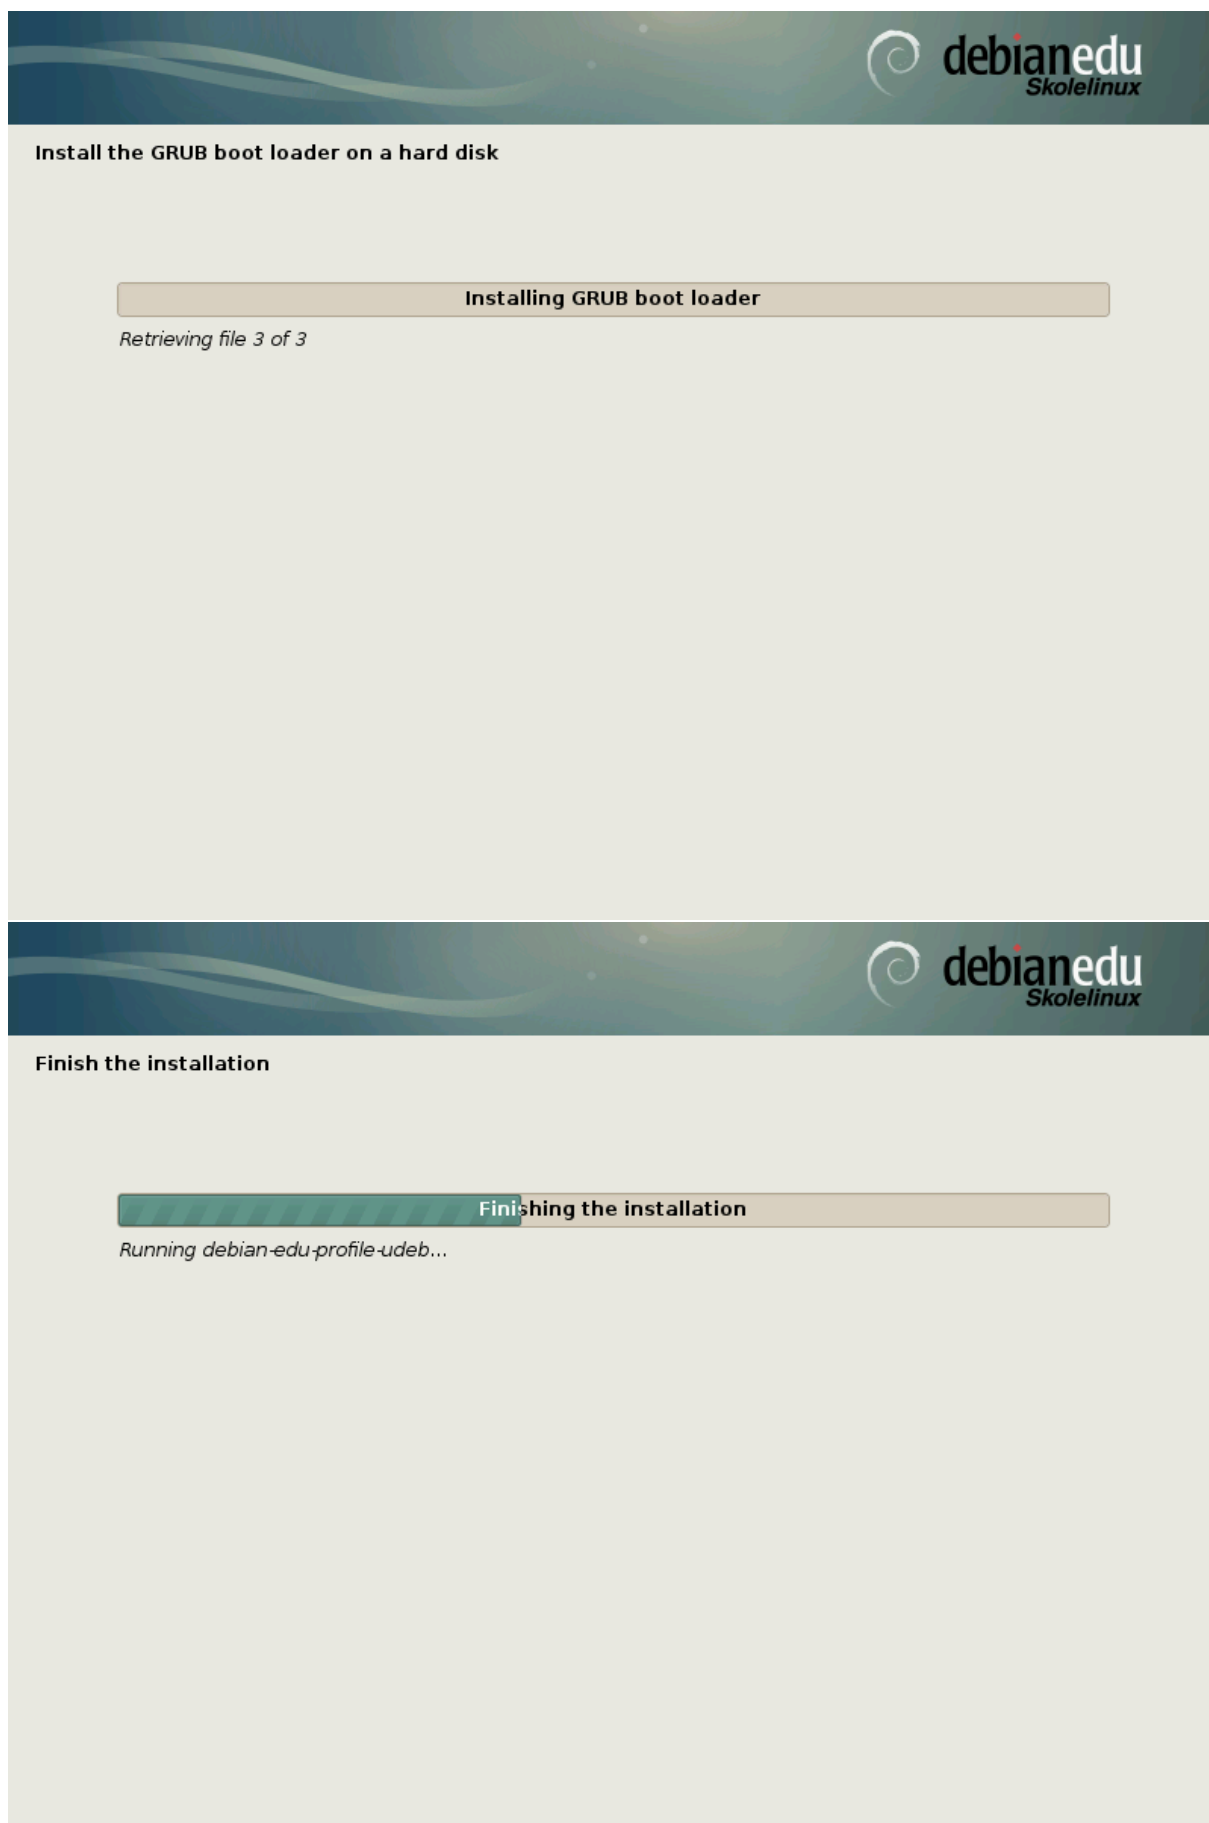 debianedu
Skolelinux
Install the GRUB boot loader on a hard disk
Installing GRUB boot loader
Retrieving file 3 of 3
debianedu
Skolelinux
Finish the installation
Finishing the installation
Running debian-edu-profile-udeb...